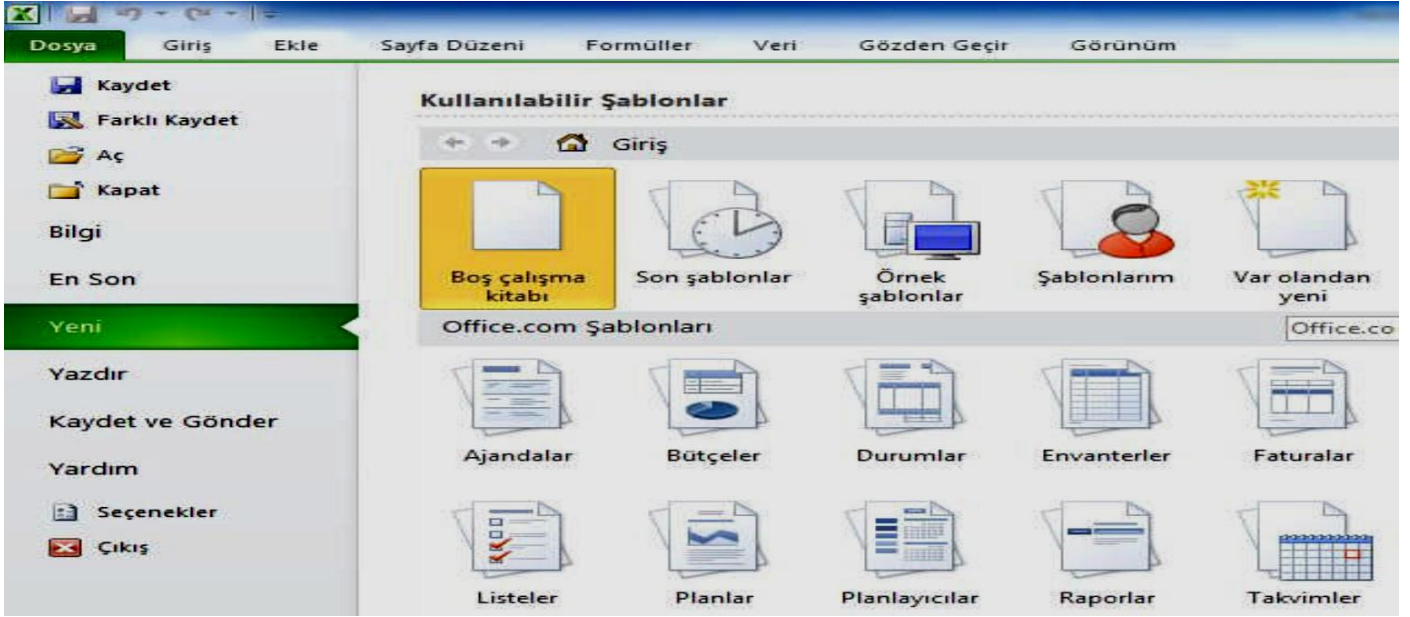 Dosya Giriş Ekle Sayfa Düzeni Formüller Veri Gözden Geçir Görünüm
Kaydet
Farklı Kaydet
Aç
Kapat
Bilgi
En Son
Yeni
Yazdır
Kaydet ve Gönder
Yardım
Seçenekler
Çıkış
Kullanılabilir Şablonlar
Giriş
Boş çalışma Son şablonlar Örnek Şablonlarım Var olandan
kitabı şablonlar yeni
Office.com Şablonları Office.co
Ajandalar Bütçeler Durumlar Envanterler Faturalar
Listeler Planlar Planlayıcılar Raporlar Takvimler